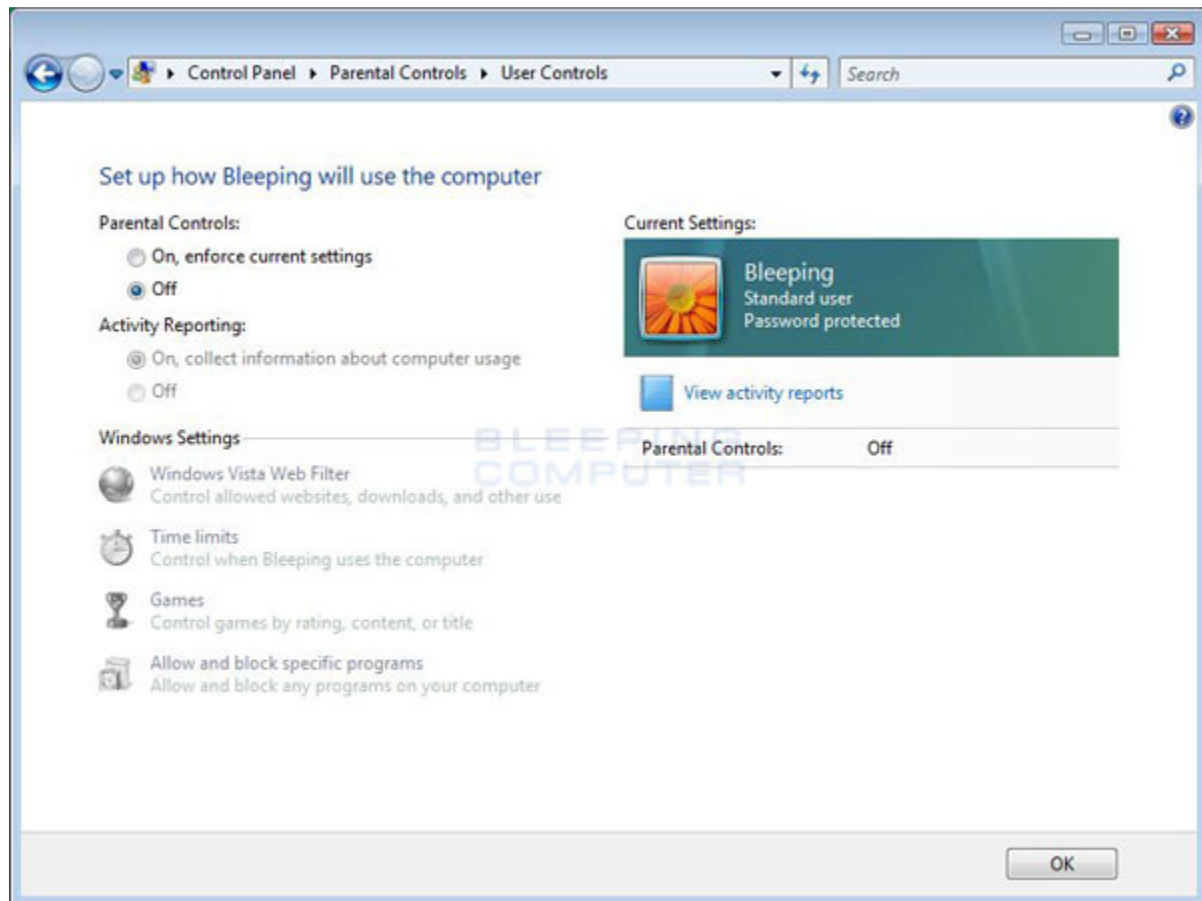 Control Panel ▸ Parental Controls ▸ User Controls
Search
Set up how Bleeping will use the computer
Parental Controls:
On, enforce current settings
Off
Activity Reporting:
On, collect information about computer usage
Off
Windows Settings
Windows Vista Web Filter
Control allowed websites, downloads, and other use
Time limits
Control when Bleeping uses the computer
Games
Control games by rating, content, or title
Allow and block specific programs
Allow and block any programs on your computer
Current Settings:
Bleeping
Standard user
Password protected
View activity reports
Parental Controls: Off
BLEEPING
COMPUTER
OK